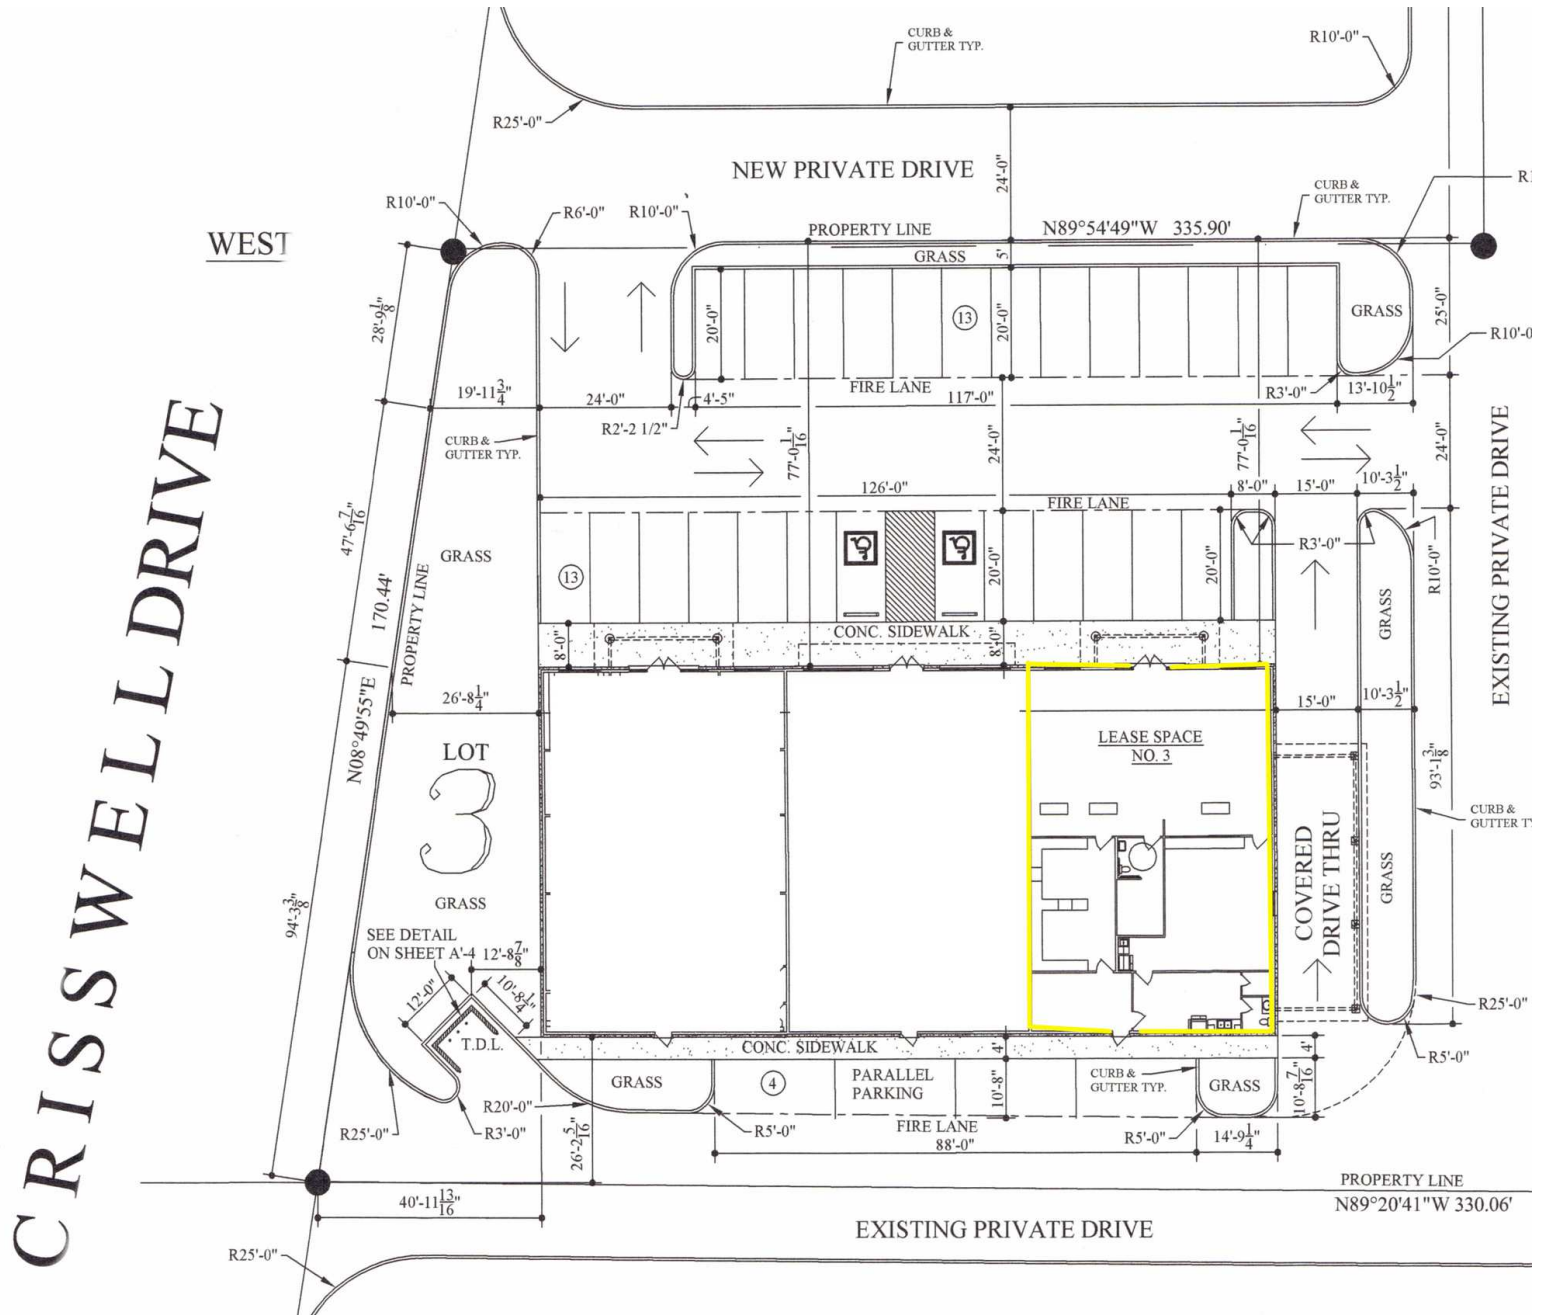 CURB &
GUTTER TYP.
R10'-0"
R25'-0"
NEW PRIVATE DRIVE
24'-0"
CURB &
GUTTER TYP.
R10'-0"
R6'-0"
R10'-0"
WEST
PROPERTY LINE
N89°54'49"W 335.90'
GRASS
5'
28'-9 1/8"
20'-0"
13
20'-0"
GRASS
25'-0"
R10'-0
FIRE LANE
R3'-0"
13'-10 1/2"
19'-11 3/4"
24'-0"
4'-5"
117'-0"
R2'-2 1/2"
CURB &
GUTTER TYP.
77'-0 1/16"
24'-0"
77'-0 1/16"
24'-0"
126'-0"
8'-0"
15'-0"
10'-3 1/2"
FIRE LANE
47'-6 7/16"
GRASS
13
20'-0"
20'-0"
R3'-0"
R10'-0"
EXISTING PRIVATE DRIVE
CRISSWELL DRIVE
170.44'
PROPERTY LINE
GRASS
8'-0"
CONC. SIDEWALK
8'-0"
N08°49'55"E
26'-8 1/4"
15'-0"
10'-3 1/2"
LOT
3
LEASE SPACE
NO. 3
93'-1 3/8"
CURB &
GUTTER TY
COVERED
DRIVE THRU
GRASS
GRASS
94'-3 3/8"
SEE DETAIL
ON SHEET A'-4
12'-8 7/8"
12'-0"
10'-8 1/4"
T.D.L.
R25'-0"
R5'-0"
CONC. SIDEWALK
4'
4'
GRASS
4
PARALLEL
PARKING
10'-8"
CURB &
GUTTER TYP.
GRASS
10'-8 7/16"
R20'-0"
R25'-0"
R3'-0"
26'-2 5/16"
R5'-0"
FIRE LANE
88'-0"
R5'-0"
14'-9 1/4"
40'-11 13/16"
PROPERTY LINE
N89°20'41"W 330.06'
EXISTING PRIVATE DRIVE
R25'-0"